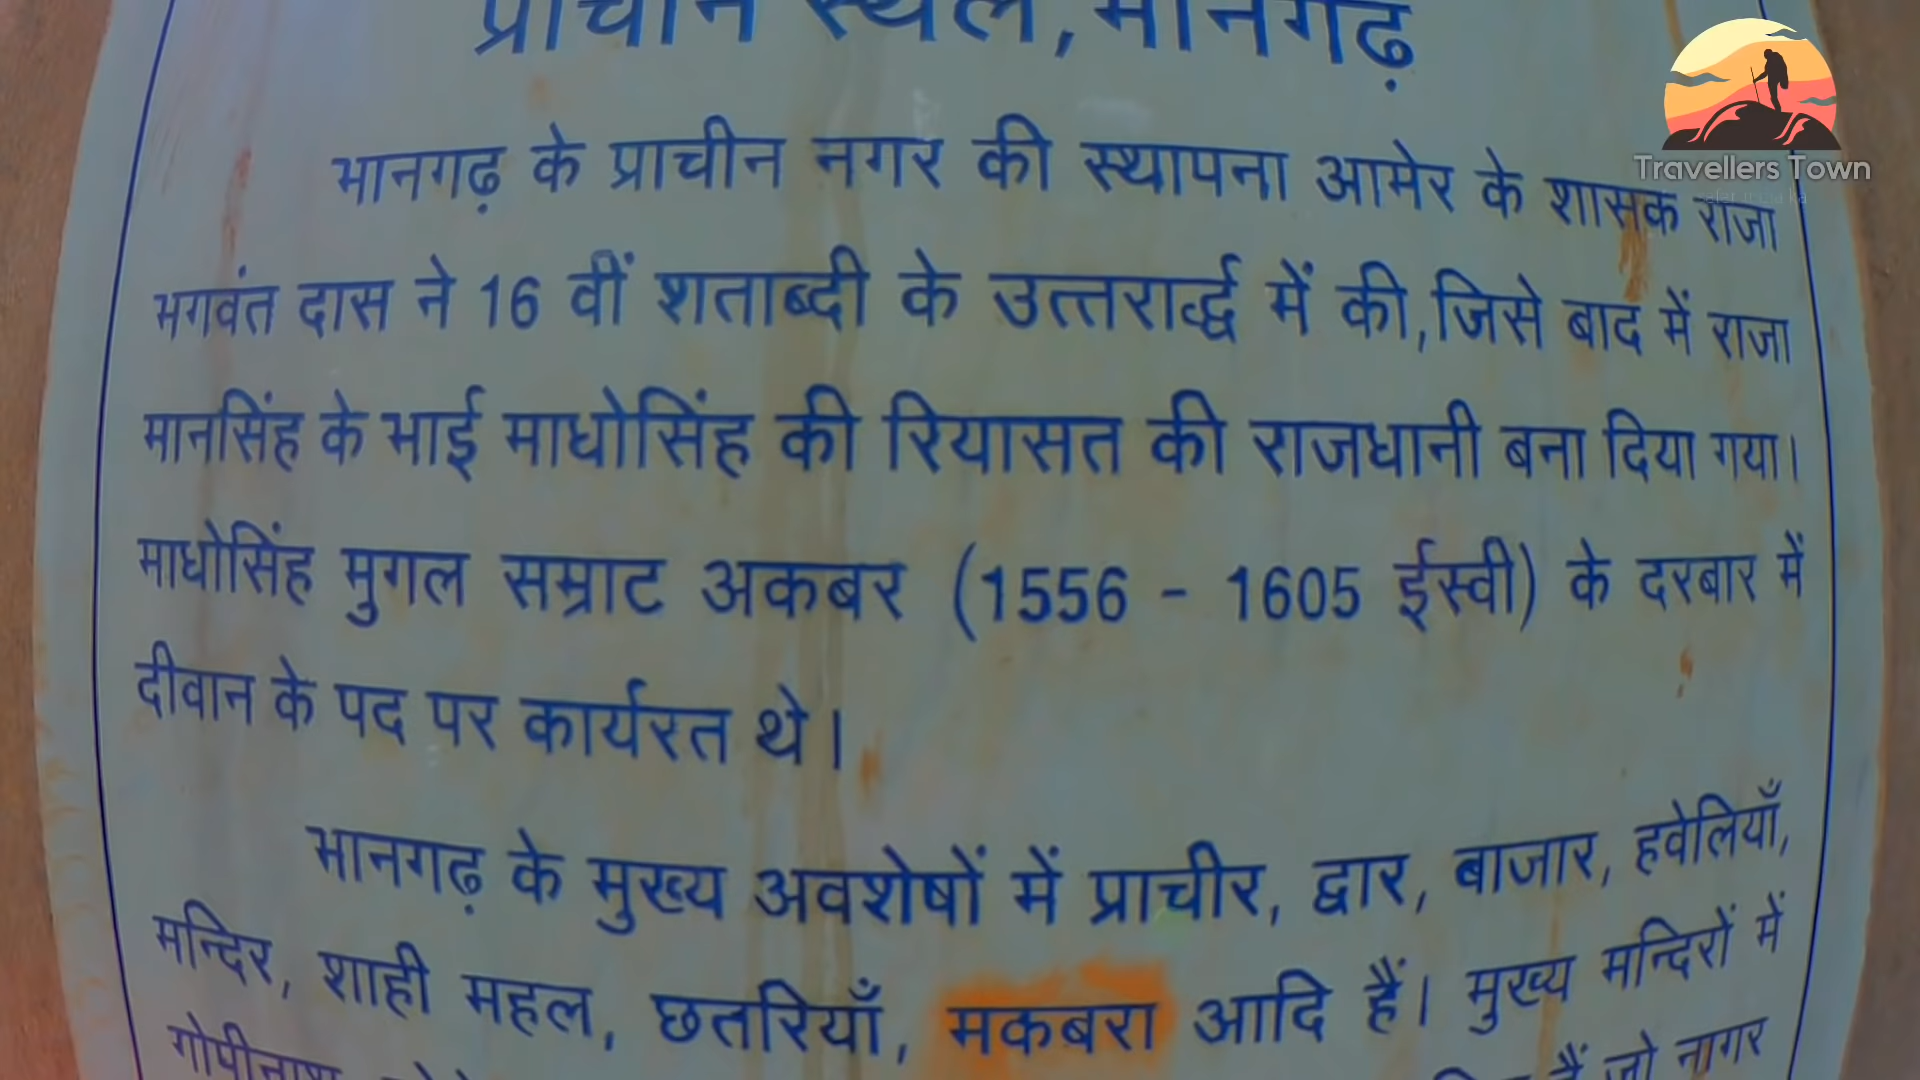 प्राचीन स्थल, भानगढ़
Travellers Town
भानगढ़ के प्राचीन नगर की स्थापना आमेर के शासक राजा
भगवंत दास ने 16 वीं शताब्दी के उत्तरार्द्ध में की, जिसे बाद में राजा
मानसिंह के भाई माधोसिंह की रियासत की राजधानी बना दिया गया।
माधोसिंह मुगल सम्राट अकबर (1556 - 1605 ईस्वी) के दरबार में
दीवान के पद पर कार्यरत थे।
भानगढ़ के मुख्य अवशेषों में प्राचीर, द्वार, बाजार, हवेलियाँ,
मन्दिर, शाही महल, छतरियाँ, मकबरा आदि हैं। मुख्य मन्दिरों में
गोपीनाथ हैं जो नागर